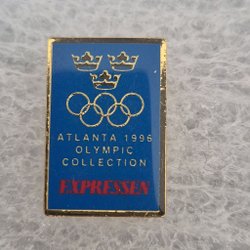 ATLANTA 1996
OLYMPIC
COLLECTION
EXPRESSEN